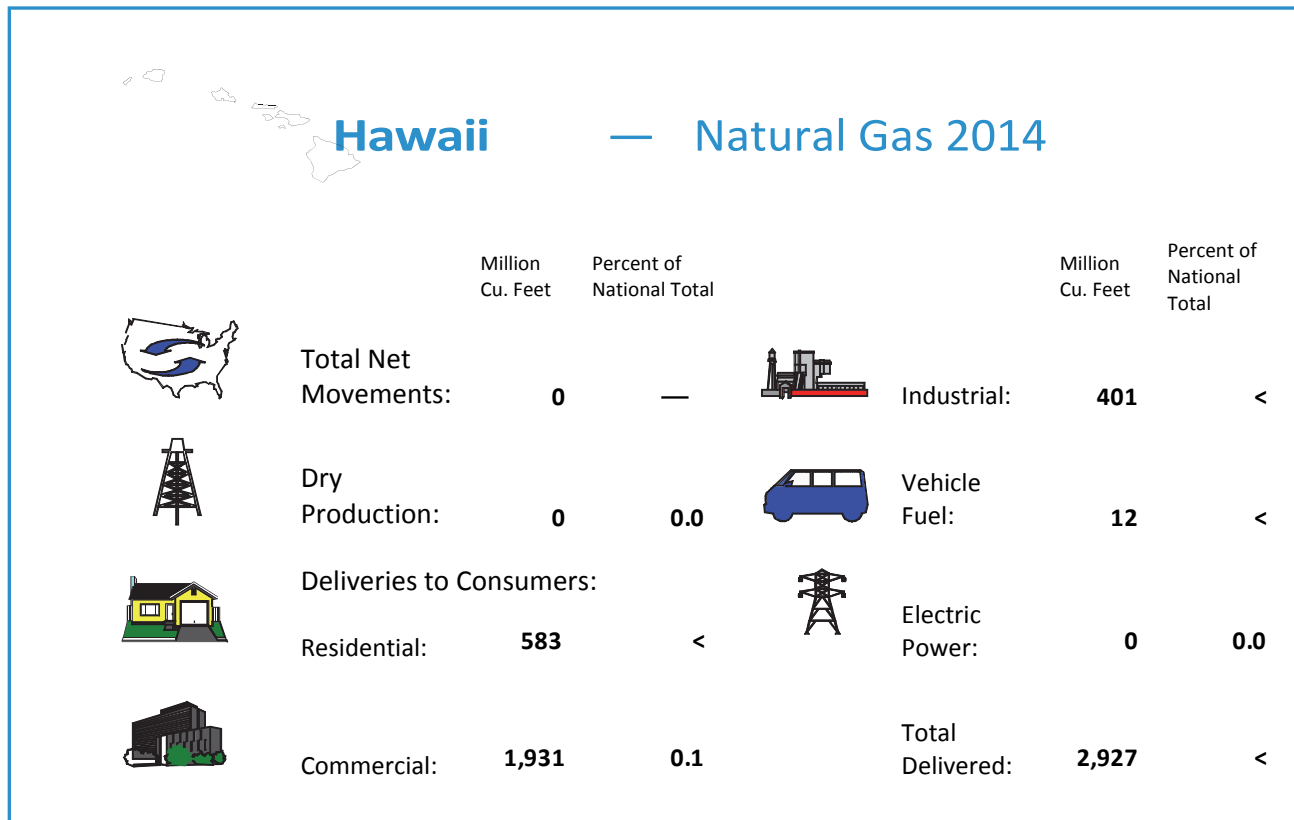 Hawaii — Natural Gas 2014
Million Cu. Feet
Percent of National Total
Million Cu. Feet
Percent of National Total
Total Net Movements: 0 —
Industrial: 401 <
Dry Production: 0 0.0
Vehicle Fuel: 12 <
Deliveries to Consumers:
Residential: 583 <
Electric Power: 0 0.0
Commercial: 1,931 0.1
Total Delivered: 2,927 <